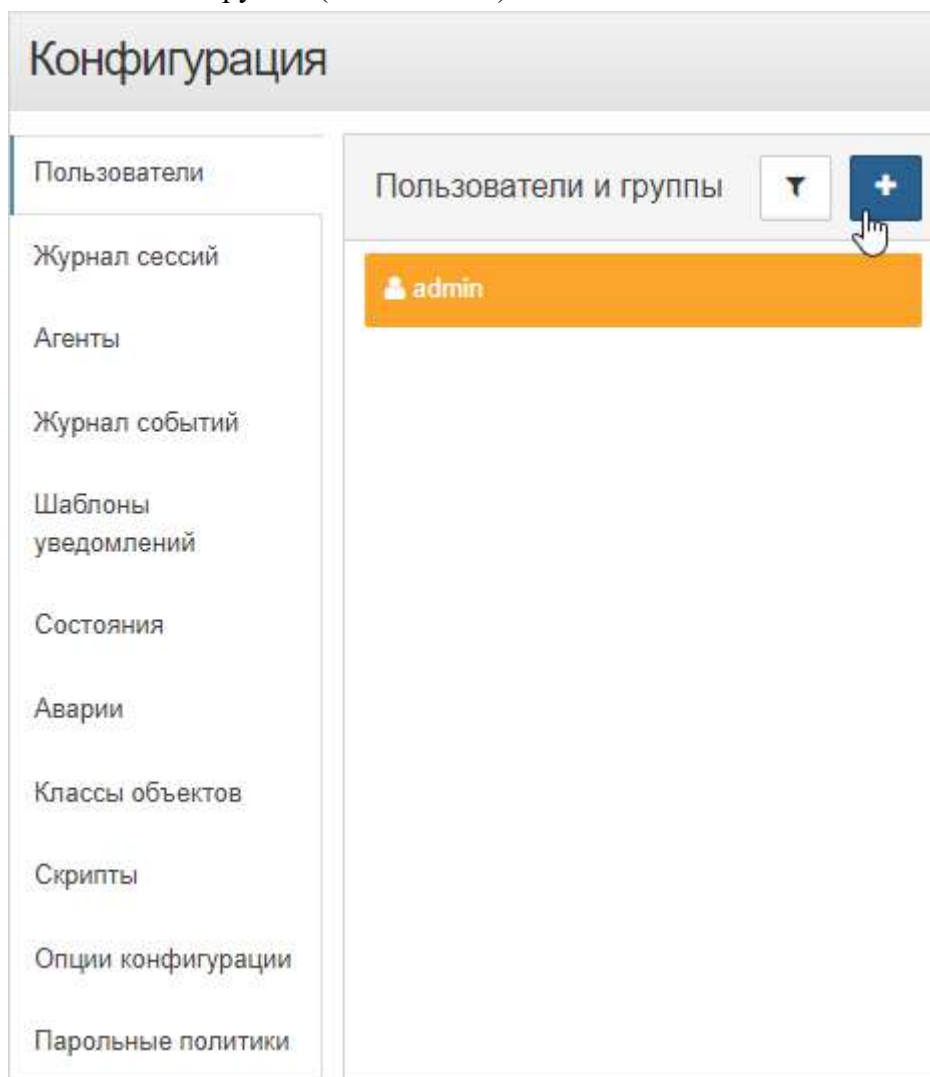 Конфигурация
Пользователи
Пользователи и группы
admin
Журнал сессий
Агенты
Журнал событий
Шаблоны
уведомлений
Состояния
Аварии
Классы объектов
Скрипты
Опции конфигурации
Парольные политики